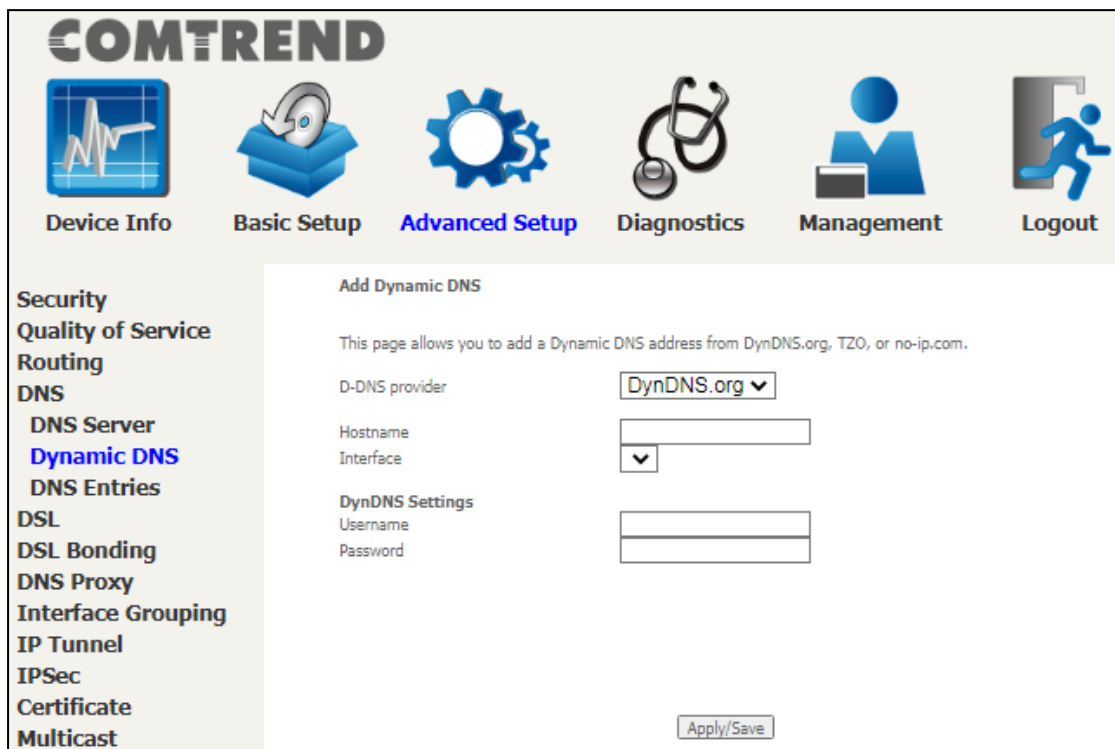 COMTREND
Device Info
Basic Setup
Advanced Setup
Diagnostics
Management
Logout
Security
Quality of Service
Routing
DNS
DNS Server
Dynamic DNS
DNS Entries
DSL
DSL Bonding
DNS Proxy
Interface Grouping
IP Tunnel
IPSec
Certificate
Multicast
Add Dynamic DNS
This page allows you to add a Dynamic DNS address from DynDNS.org, TZO, or no-ip.com.
D-DNS provider
DynDNS.org
Hostname
Interface
DynDNS Settings
Username
Password
Apply/Save